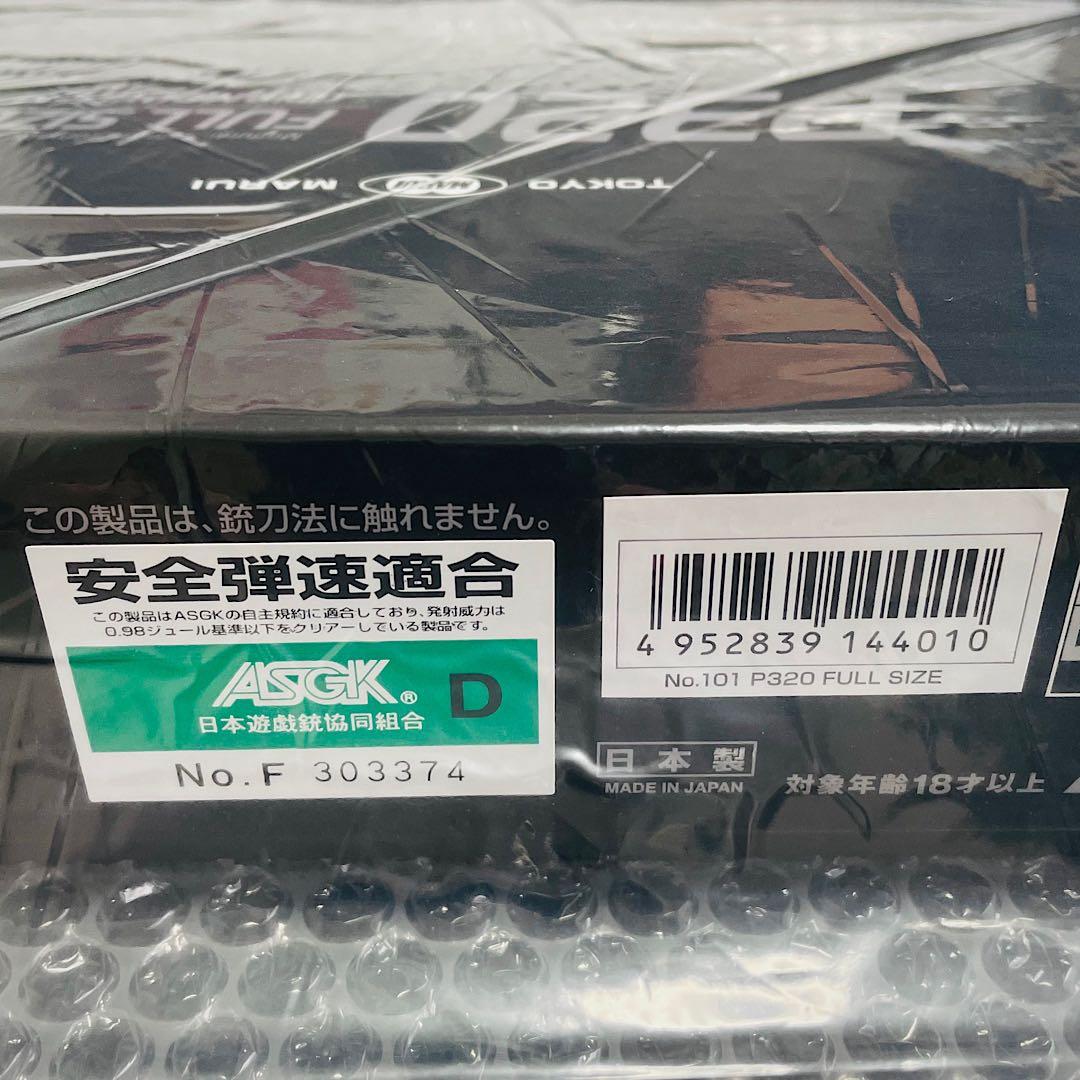 P320
FULL SIZE
TOKYO MARUI MARUI
この製品は、銃刀法に触れません。
安全弾速適合
この製品はASGKの自主規約に適合しており、発射威力は
0.98ジュール基準以下をクリアーしている製品です。
ASGK® D
日本遊戯銃協同組合
No.F 303374
4 952839 144010
No.101 P320 FULL SIZE
日本製
MADE IN JAPAN
対象年齢18才以上